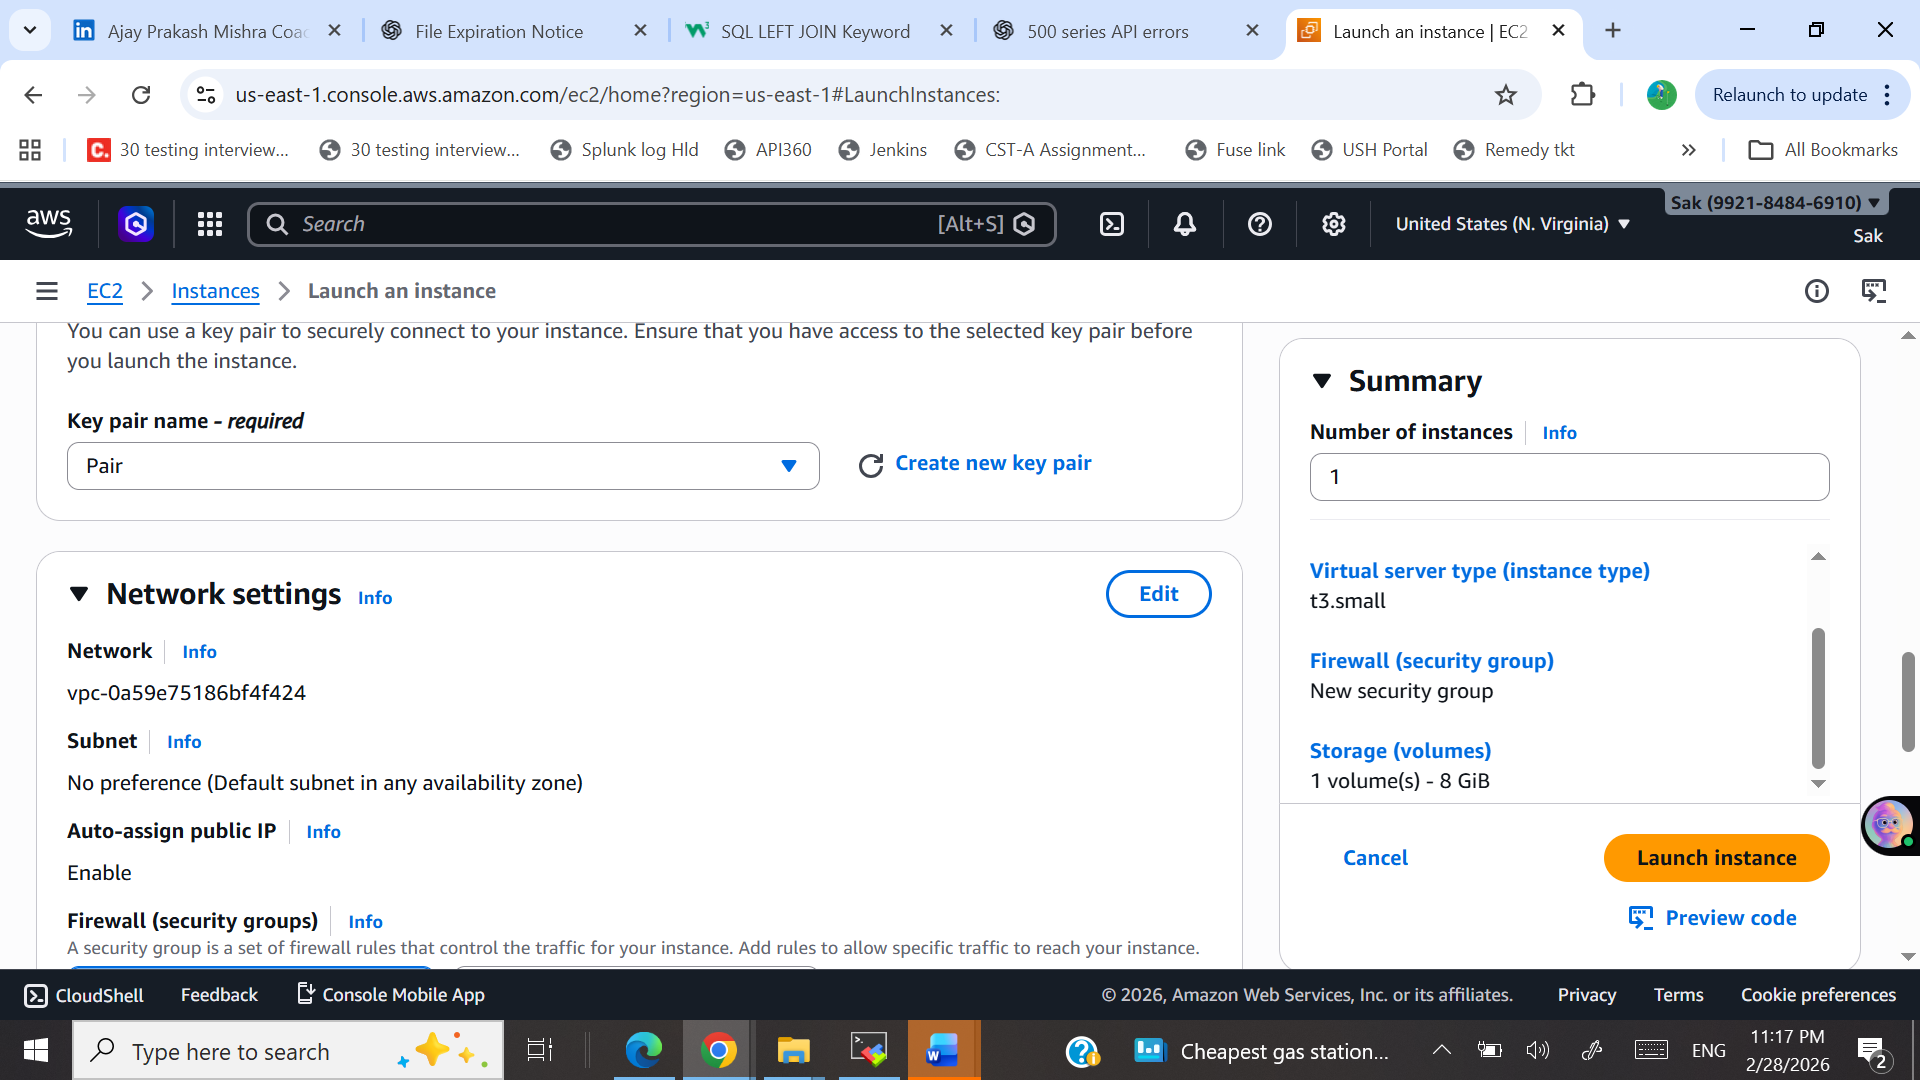 Ajay Prakash Mishra Coac
File Expiration Notice
SQL LEFT JOIN Keyword
500 series API errors
Launch an instance | EC2
us-east-1.console.aws.amazon.com/ec2/home?region=us-east-1#LaunchInstances:
Relaunch to update
30 testing interview...
30 testing interview...
Splunk log Hld
API360
Jenkins
CST-A Assignment...
Fuse link
USH Portal
Remedy tkt
All Bookmarks
aws
Search
[Alt+S]
United States (N. Virginia)
Sak (9921-8484-6910)
Sak
EC2
Instances
Launch an instance
You can use a key pair to securely connect to your instance. Ensure that you have access to the selected key pair before
you launch the instance.
Key pair name - required
Pair
Create new key pair
Network settings Info
Edit
Network Info
vpc-0a59e75186bf4f424
Subnet Info
No preference (Default subnet in any availability zone)
Auto-assign public IP Info
Enable
Firewall (security groups) Info
A security group is a set of firewall rules that control the traffic for your instance. Add rules to allow specific traffic to reach your instance.
Summary
Number of instances Info
1
Virtual server type (instance type)
t3.small
Firewall (security group)
New security group
Storage (volumes)
1 volume(s) - 8 GiB
Cancel
Launch instance
Preview code
CloudShell
Feedback
Console Mobile App
© 2026, Amazon Web Services, Inc. or its affiliates.
Privacy
Terms
Cookie preferences
Type here to search
Cheapest gas station...
ENG
11:17 PM
2/28/2026
2